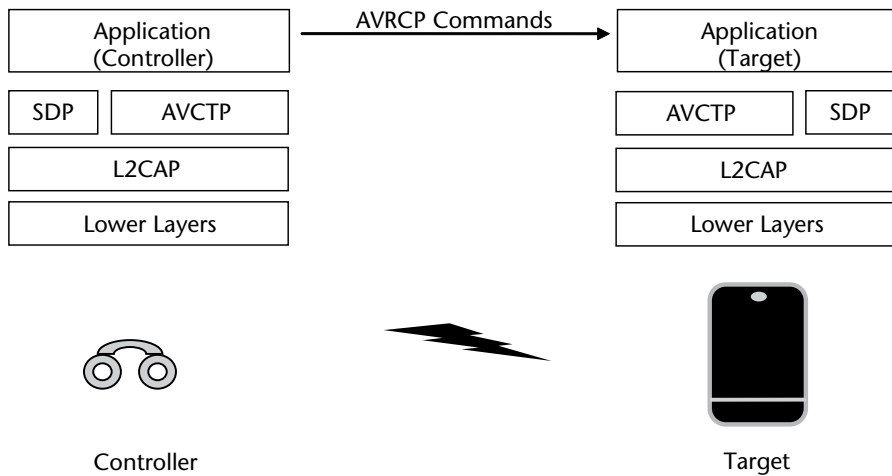 Application
(Controller)
AVRCP Commands
Application
(Target)
SDP
AVCTP
AVCTP
SDP
L2CAP
L2CAP
Lower Layers
Lower Layers
Controller
Target